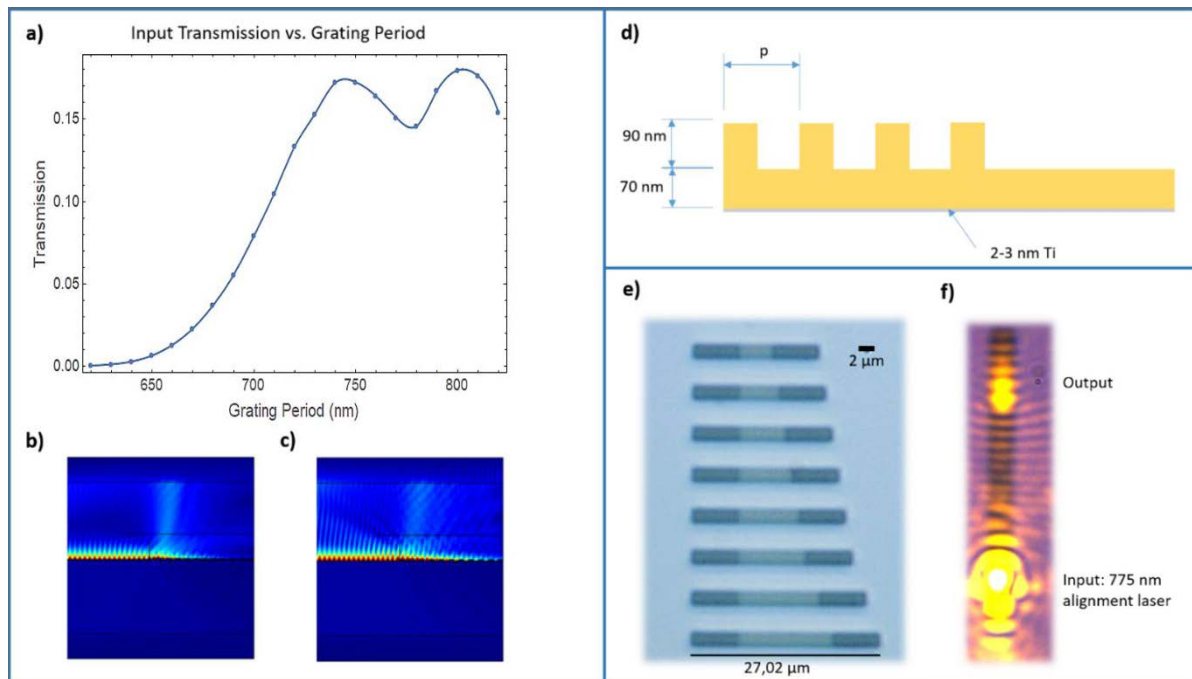 a)
Input Transmission vs. Grating Period
0.15
0.10
0.05
0.00
Transmission
650
700
750
800
Grating Period (nm)
b)
c)
d)
p
90 nm
70 nm
2-3 nm Ti
e)
2 µm
27,02 µm
f)
Output
Input: 775 nm
alignment laser